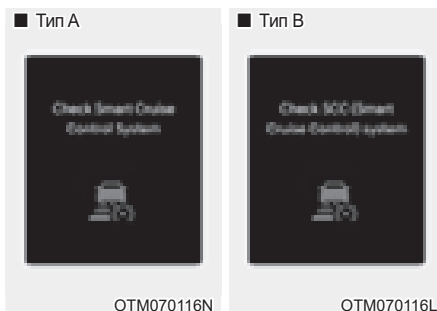 ■ Тип A
Check Smart Cruise
Control System
OTM070116N
■ Тип B
Check SCC (Smart
Cruise Control) system
OTM070116L